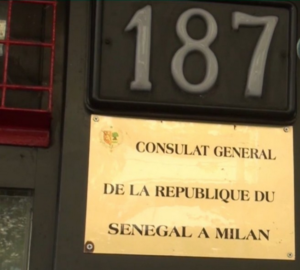 187
CONSULAT GENERAL
DE LA REPUBLIQUE DU
SENEGAL A MILAN